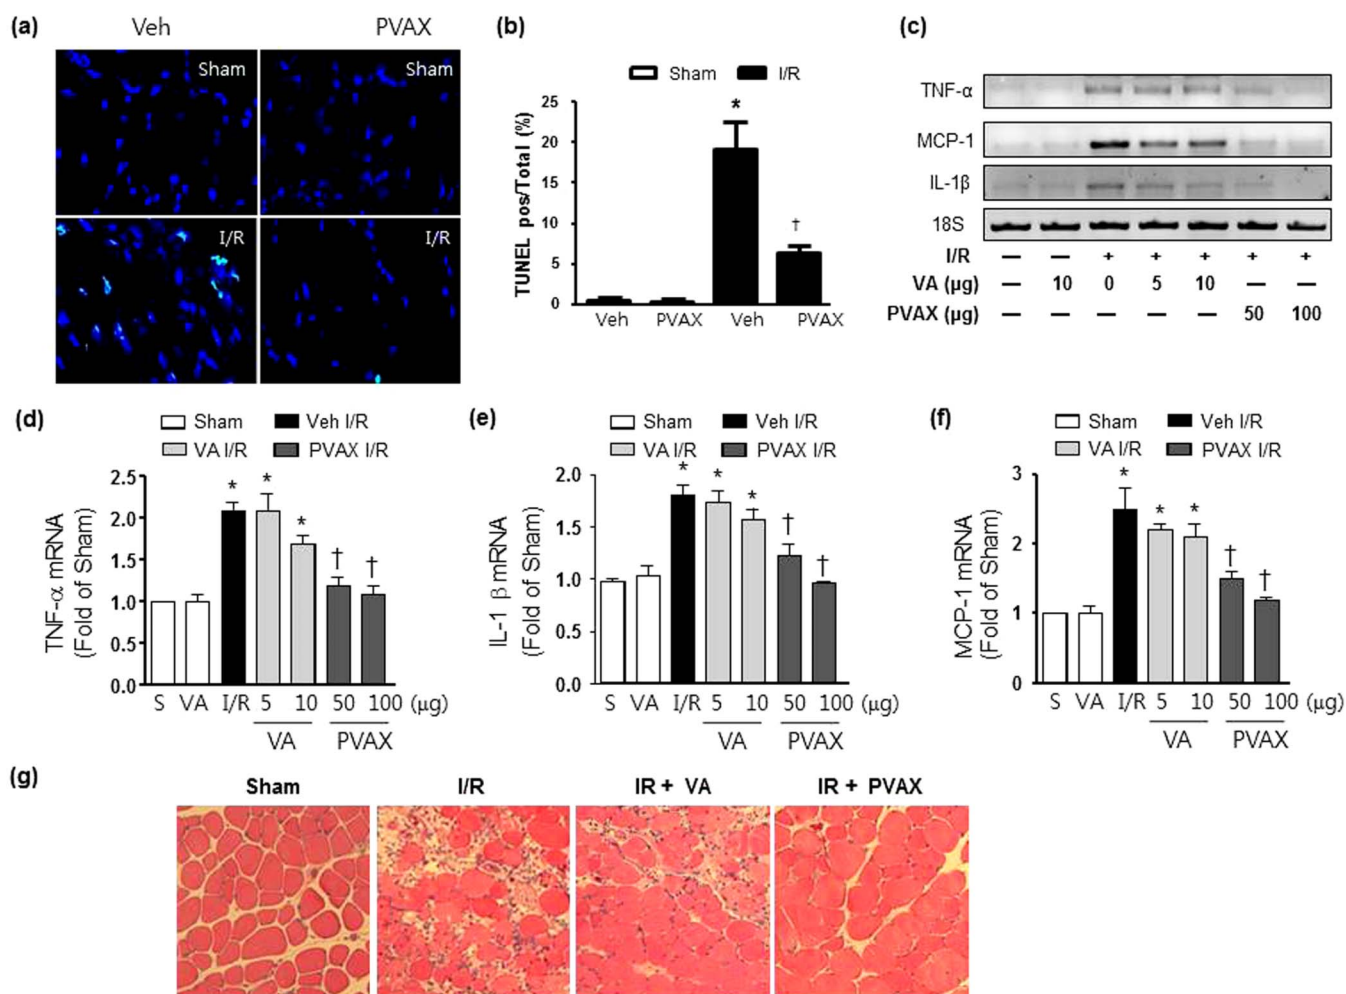 (a)
Veh PVAX
Sham Sham
I/R I/R
(b)
Sham I/R
TUNEL pos/Total (%)
25
20
15
10
5
0
*
†
Veh PVAX Veh PVAX
(c)
TNF-α
MCP-1
IL-1β
18S
I/R — — + + + + +
VA (μg) — 10 0 5 10 — —
PVAX (μg) — — — — — 50 100
(d)
Sham Veh I/R
VA I/R PVAX I/R
TNF-α mRNA
(Fold of Sham)
2.5
2.0
1.5
1.0
0.5
0.0
* * * † †
S VA I/R 5 10 50 100 (μg)
VA PVAX
(e)
Sham Veh I/R
VA I/R PVAX I/R
IL-1 β mRNA
(Fold of Sham)
2.0
1.5
1.0
0.5
0.0
* * * † †
S VA I/R 5 10 50 100 (μg)
VA PVAX
(f)
Sham Veh I/R
VA I/R PVAX I/R
MCP-1 mRNA
(Fold of Sham)
3
2
1
0
* * * † †
S VA I/R 5 10 50 100 (μg)
VA PVAX
(g)
Sham I/R IR + VA IR + PVAX